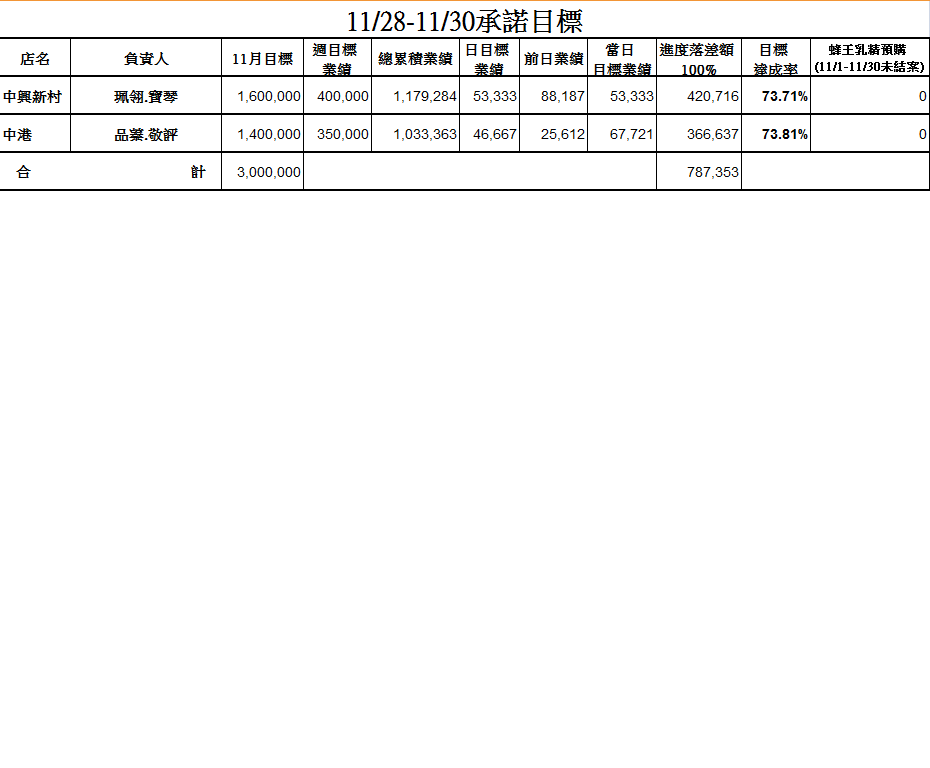 11/28-11/30承諾目標
店名 負責人 11月目標 週目標業績 總累積業績 日目標業績 前日業績 當日目標業績 進度落差額100% 目標達成率 蜂王乳精預購(11/1-11/30未結案)
中興新村 珮翎.寶琴 1,600,000 400,000 1,179,284 53,333 88,187 53,333 420,716 73.71% 0
中港 品蓁.敬評 1,400,000 350,000 1,033,363 46,667 25,612 67,721 366,637 73.81% 0
合計 3,000,000 787,353